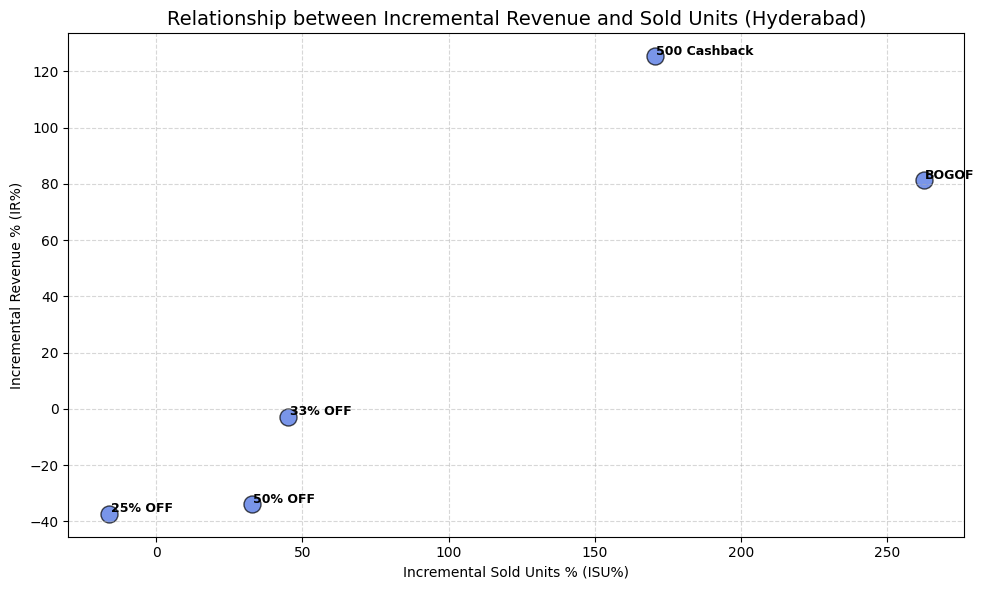 Relationship between Incremental Revenue and Sold Units (Hyderabad)
Incremental Revenue % (IR%)
120
100
80
60
40
20
0
−20
−40
500 Cashback
BOGOF
33% OFF
50% OFF
25% OFF
0 50 100 150 200 250
Incremental Sold Units % (ISU%)